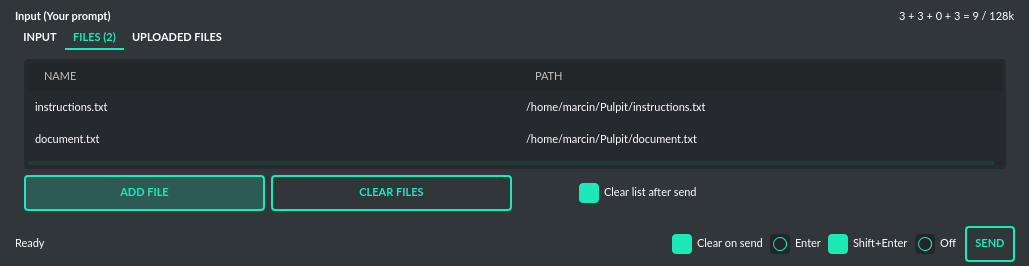 Input (Your prompt) 3 + 3 + 0 + 3 = 9 / 128k
INPUT FILES (2) UPLOADED FILES
NAME PATH
instructions.txt /home/marcin/Pulpit/instructions.txt
document.txt /home/marcin/Pulpit/document.txt
ADD FILE CLEAR FILES Clear list after send
Ready Clear on send Enter Shift+Enter Off SEND